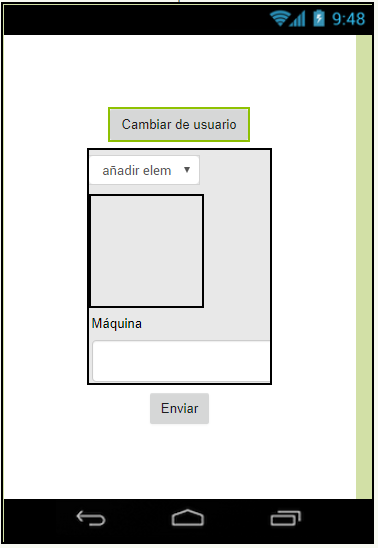 9:48
Cambiar de usuario
añadir elem
Máquina
Enviar